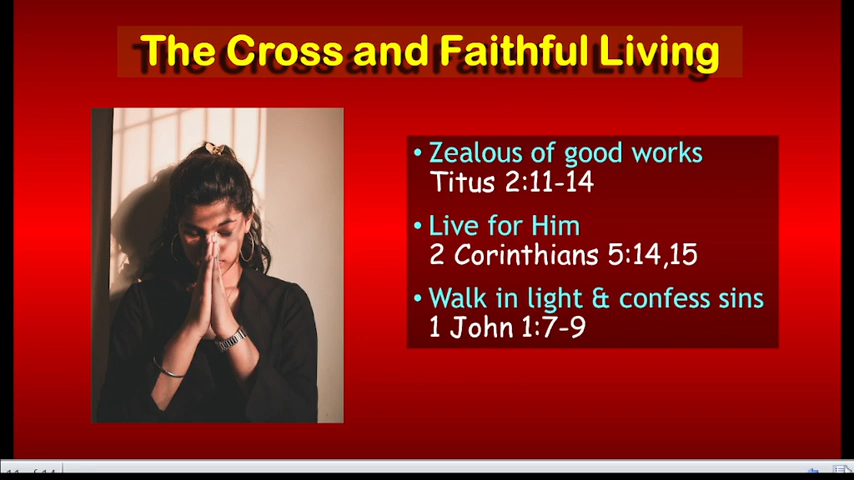 The Cross and Faithful Living
• Zealous of good works
Titus 2:11-14
• Live for Him
2 Corinthians 5:14,15
• Walk in light & confess sins
1 John 1:7-9